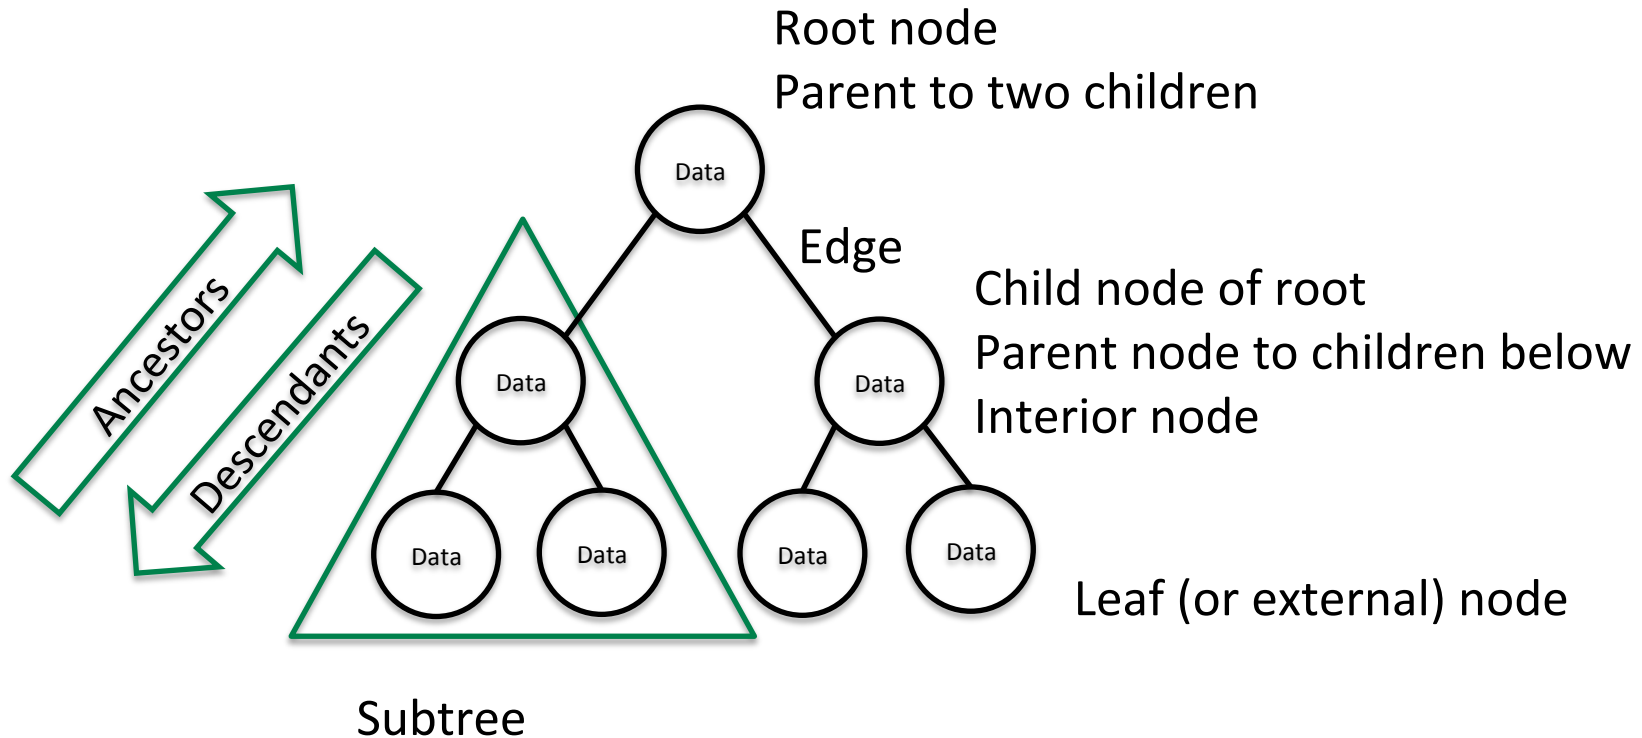 Root node
Parent to two children
Data
Edge
Ancestors
Descendants
Child node of root
Parent node to children below
Interior node
Data
Data
Data
Data
Data
Data
Leaf (or external) node
Subtree